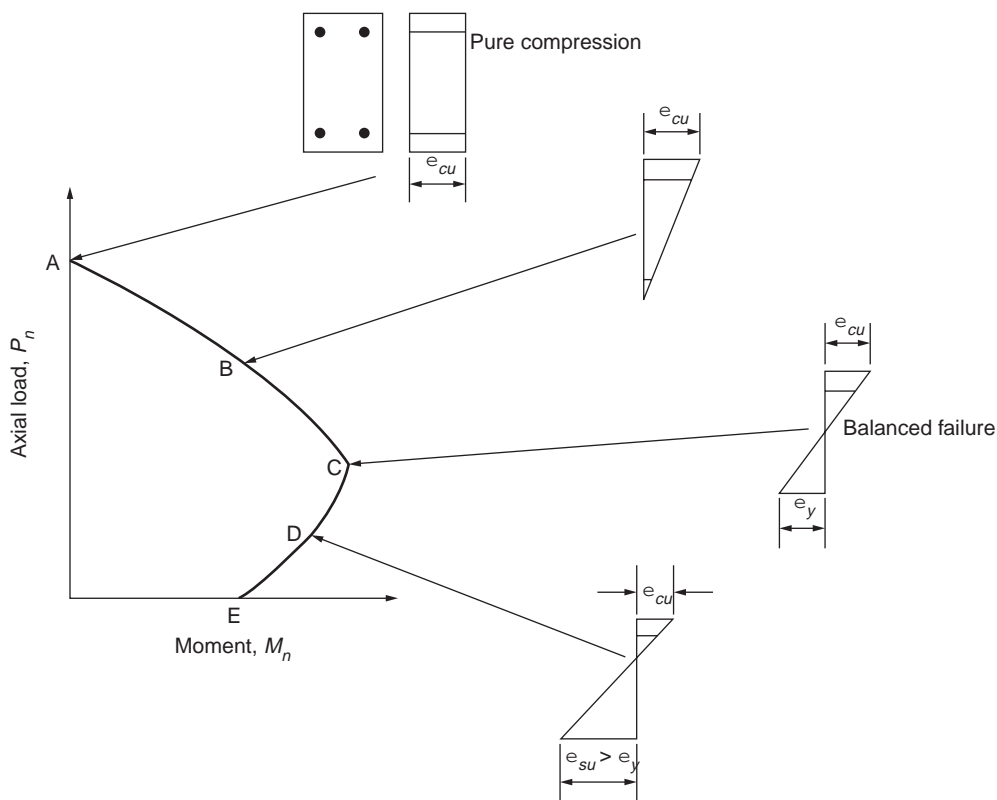 Pure compression
e_cu
e_cu
A
Axial load, P_n
B
e_cu
Balanced failure
C
e_y
D
e_cu
E
Moment, M_n
e_su > e_y